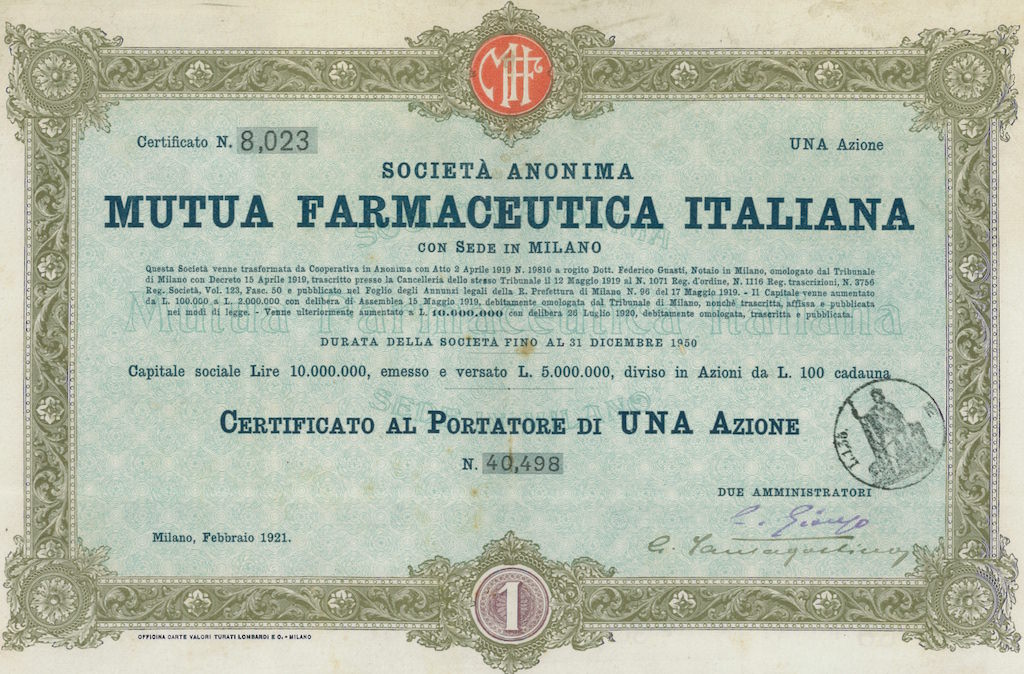 MFI
Certificato N. 8,023
UNA Azione
SOCIETÀ ANONIMA
MUTUA FARMACEUTICA ITALIANA
CON SEDE IN MILANO
Questa Società venne trasformata da Cooperativa in Anonima con Atto 2 Aprile 1919 N. 19816 a rogito Dott. Federico Guasti, Notaio in Milano, omologato dal Tribunale
di Milano con Decreto 15 Aprile 1919, trascritto presso la Cancelleria dello stesso Tribunale il 12 Maggio 1919 al N. 1071 Reg. d'ordine, N. 1116 Reg. trascrizioni, N. 3756
Reg. Società, Vol. 123, Fasc. 50 e pubblicato nel Foglio degli Annunzi legali della R. Prefettura di Milano N. 96 del 17 Maggio 1919. - Il Capitale venne aumentato
da L. 100.000 a L. 2.000.000 con delibera di Assemblea 15 Maggio 1919, debitamente omologata dal Tribunale di Milano, nonchè trascritta, affissa e pubblicata
nei modi di legge. - Venne ulteriormente aumentato a L. 10.000.000 con delibera 28 Luglio 1920, debitamente omologata, trascritta e pubblicata.
Mutua Farmaceutica Italiana
DURATA DELLA SOCIETÀ FINO AL 31 DICEMBRE 1950
Capitale sociale Lire 10.000.000, emesso e versato L. 5.000.000, diviso in Azioni da L. 100 cadauna
SEDE IN MILANO
CERTIFICATO AL PORTATORE DI UNA AZIONE
N. 40,498
DUE AMMINISTRATORI
Milano, Febbraio 1921.
1
OFFICINA CARTE VALORI TURATI LOMBARDI E C. - MILANO